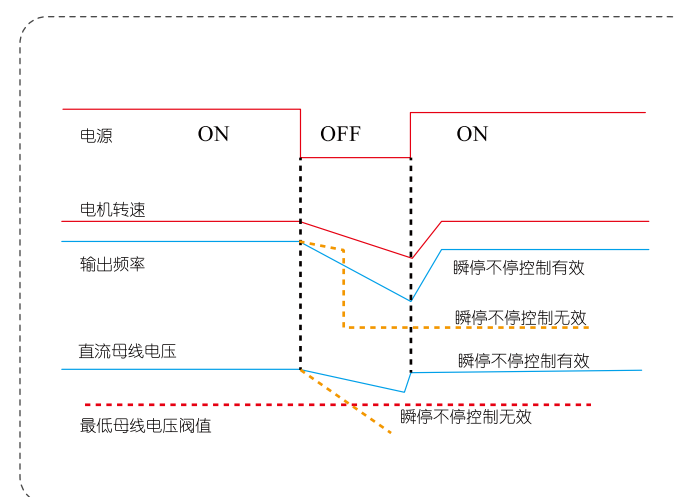 电源 ON OFF ON
电机转速
输出频率 瞬停不停控制有效
瞬停不停控制无效
直流母线电压 瞬停不停控制有效
最低母线电压阀值 瞬停不停控制无效